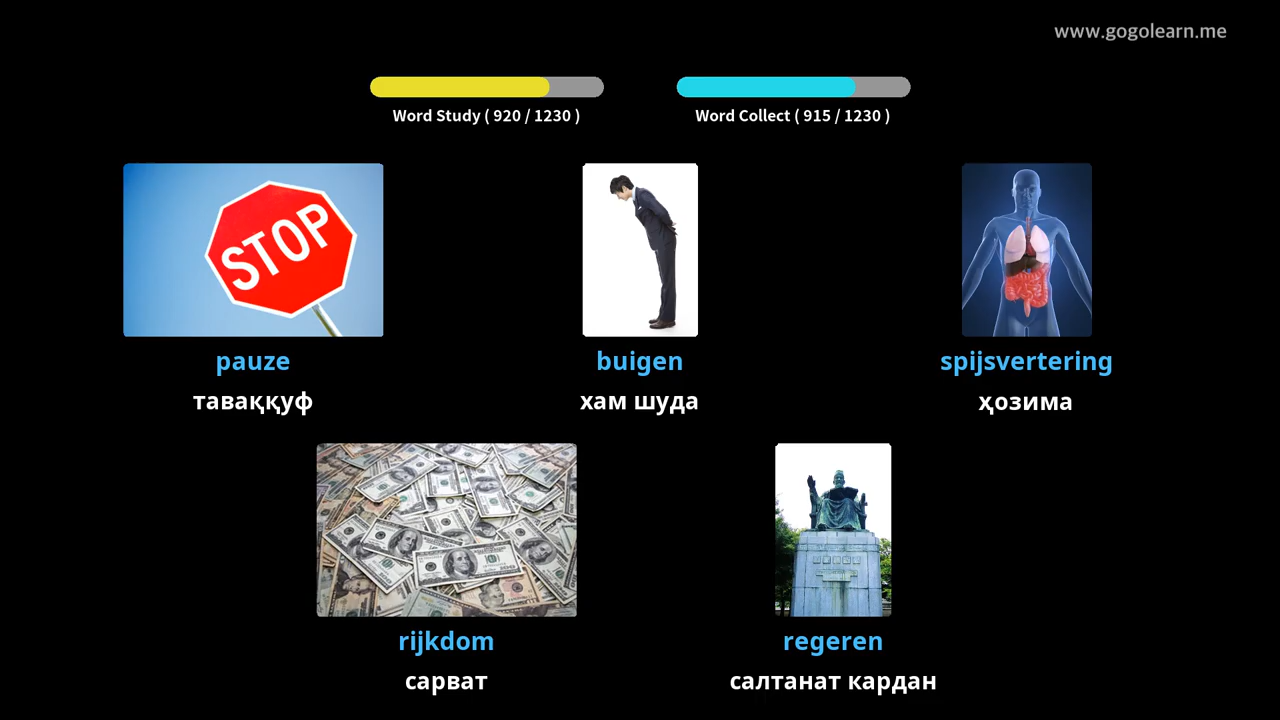 www.gogolearn.me
Word Study ( 920 / 1230 )
Word Collect ( 915 / 1230 )
STOP
pauze
buigen
spijsvertering
таваққуф
хам шуда
ҳозима
rijkdom
regeren
сарват
салтанат кардан